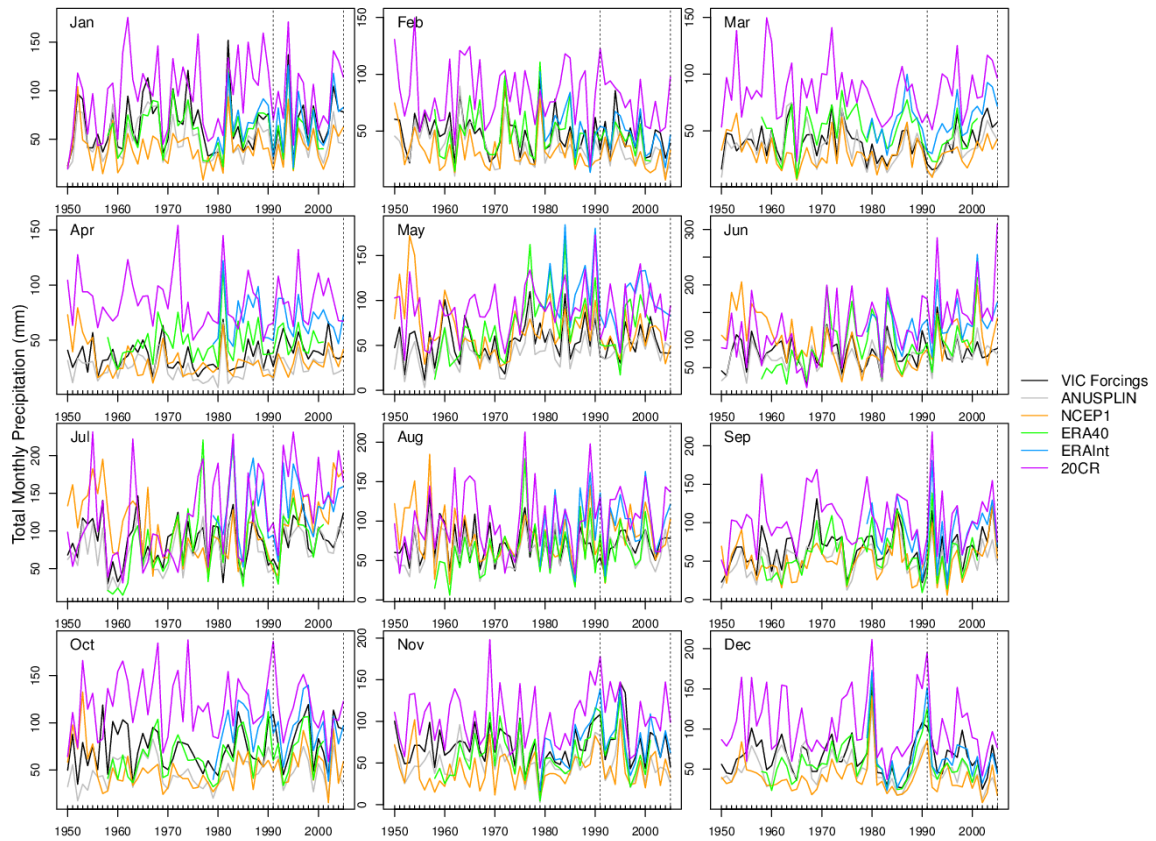 Jan
Feb
Mar
50 100 150
0 50 100 150
50 100 150
1950 1960 1970 1980 1990 2000
1950 1960 1970 1980 1990 2000
1950 1960 1970 1980 1990 2000
Apr
May
Jun
50 100 150
0 50 100 150
50 100 150 200 300
1950 1960 1970 1980 1990 2000
1950 1960 1970 1980 1990 2000
1950 1960 1970 1980 1990 2000
Total Monthly Precipitation (mm)
VIC Forcings
ANUSPLIN
NCEP1
ERA40
ERAInt
20CR
Jul
Aug
Sep
50 100 150 200
0 50 100 150 200
0 50 100 150 200
1950 1960 1970 1980 1990 2000
1950 1960 1970 1980 1990 2000
1950 1960 1970 1980 1990 2000
Oct
Nov
Dec
50 100 150
0 50 100 150 200
50 100 150 200
1950 1960 1970 1980 1990 2000
1950 1960 1970 1980 1990 2000
1950 1960 1970 1980 1990 2000